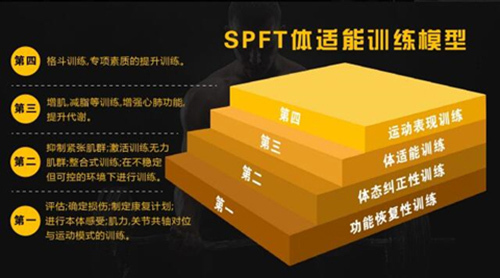 SPFT体适能训练模型
第四
格斗训练,专项素质的提升训练。
第三
增肌,减脂等训练,增强心肺功能,
提升代谢。
第二
抑制紧张肌群;激活训练无力
肌群;整合式训练;在不稳定
但可控的环境下进行训练。
第一
评估;确定损伤;制定康复计划;
进行本体感受;肌力,关节共轴对位
与运动模式的训练。
第四
运动表现训练
第三
体适能训练
第二
体态纠正性训练
第一
功能恢复性训练